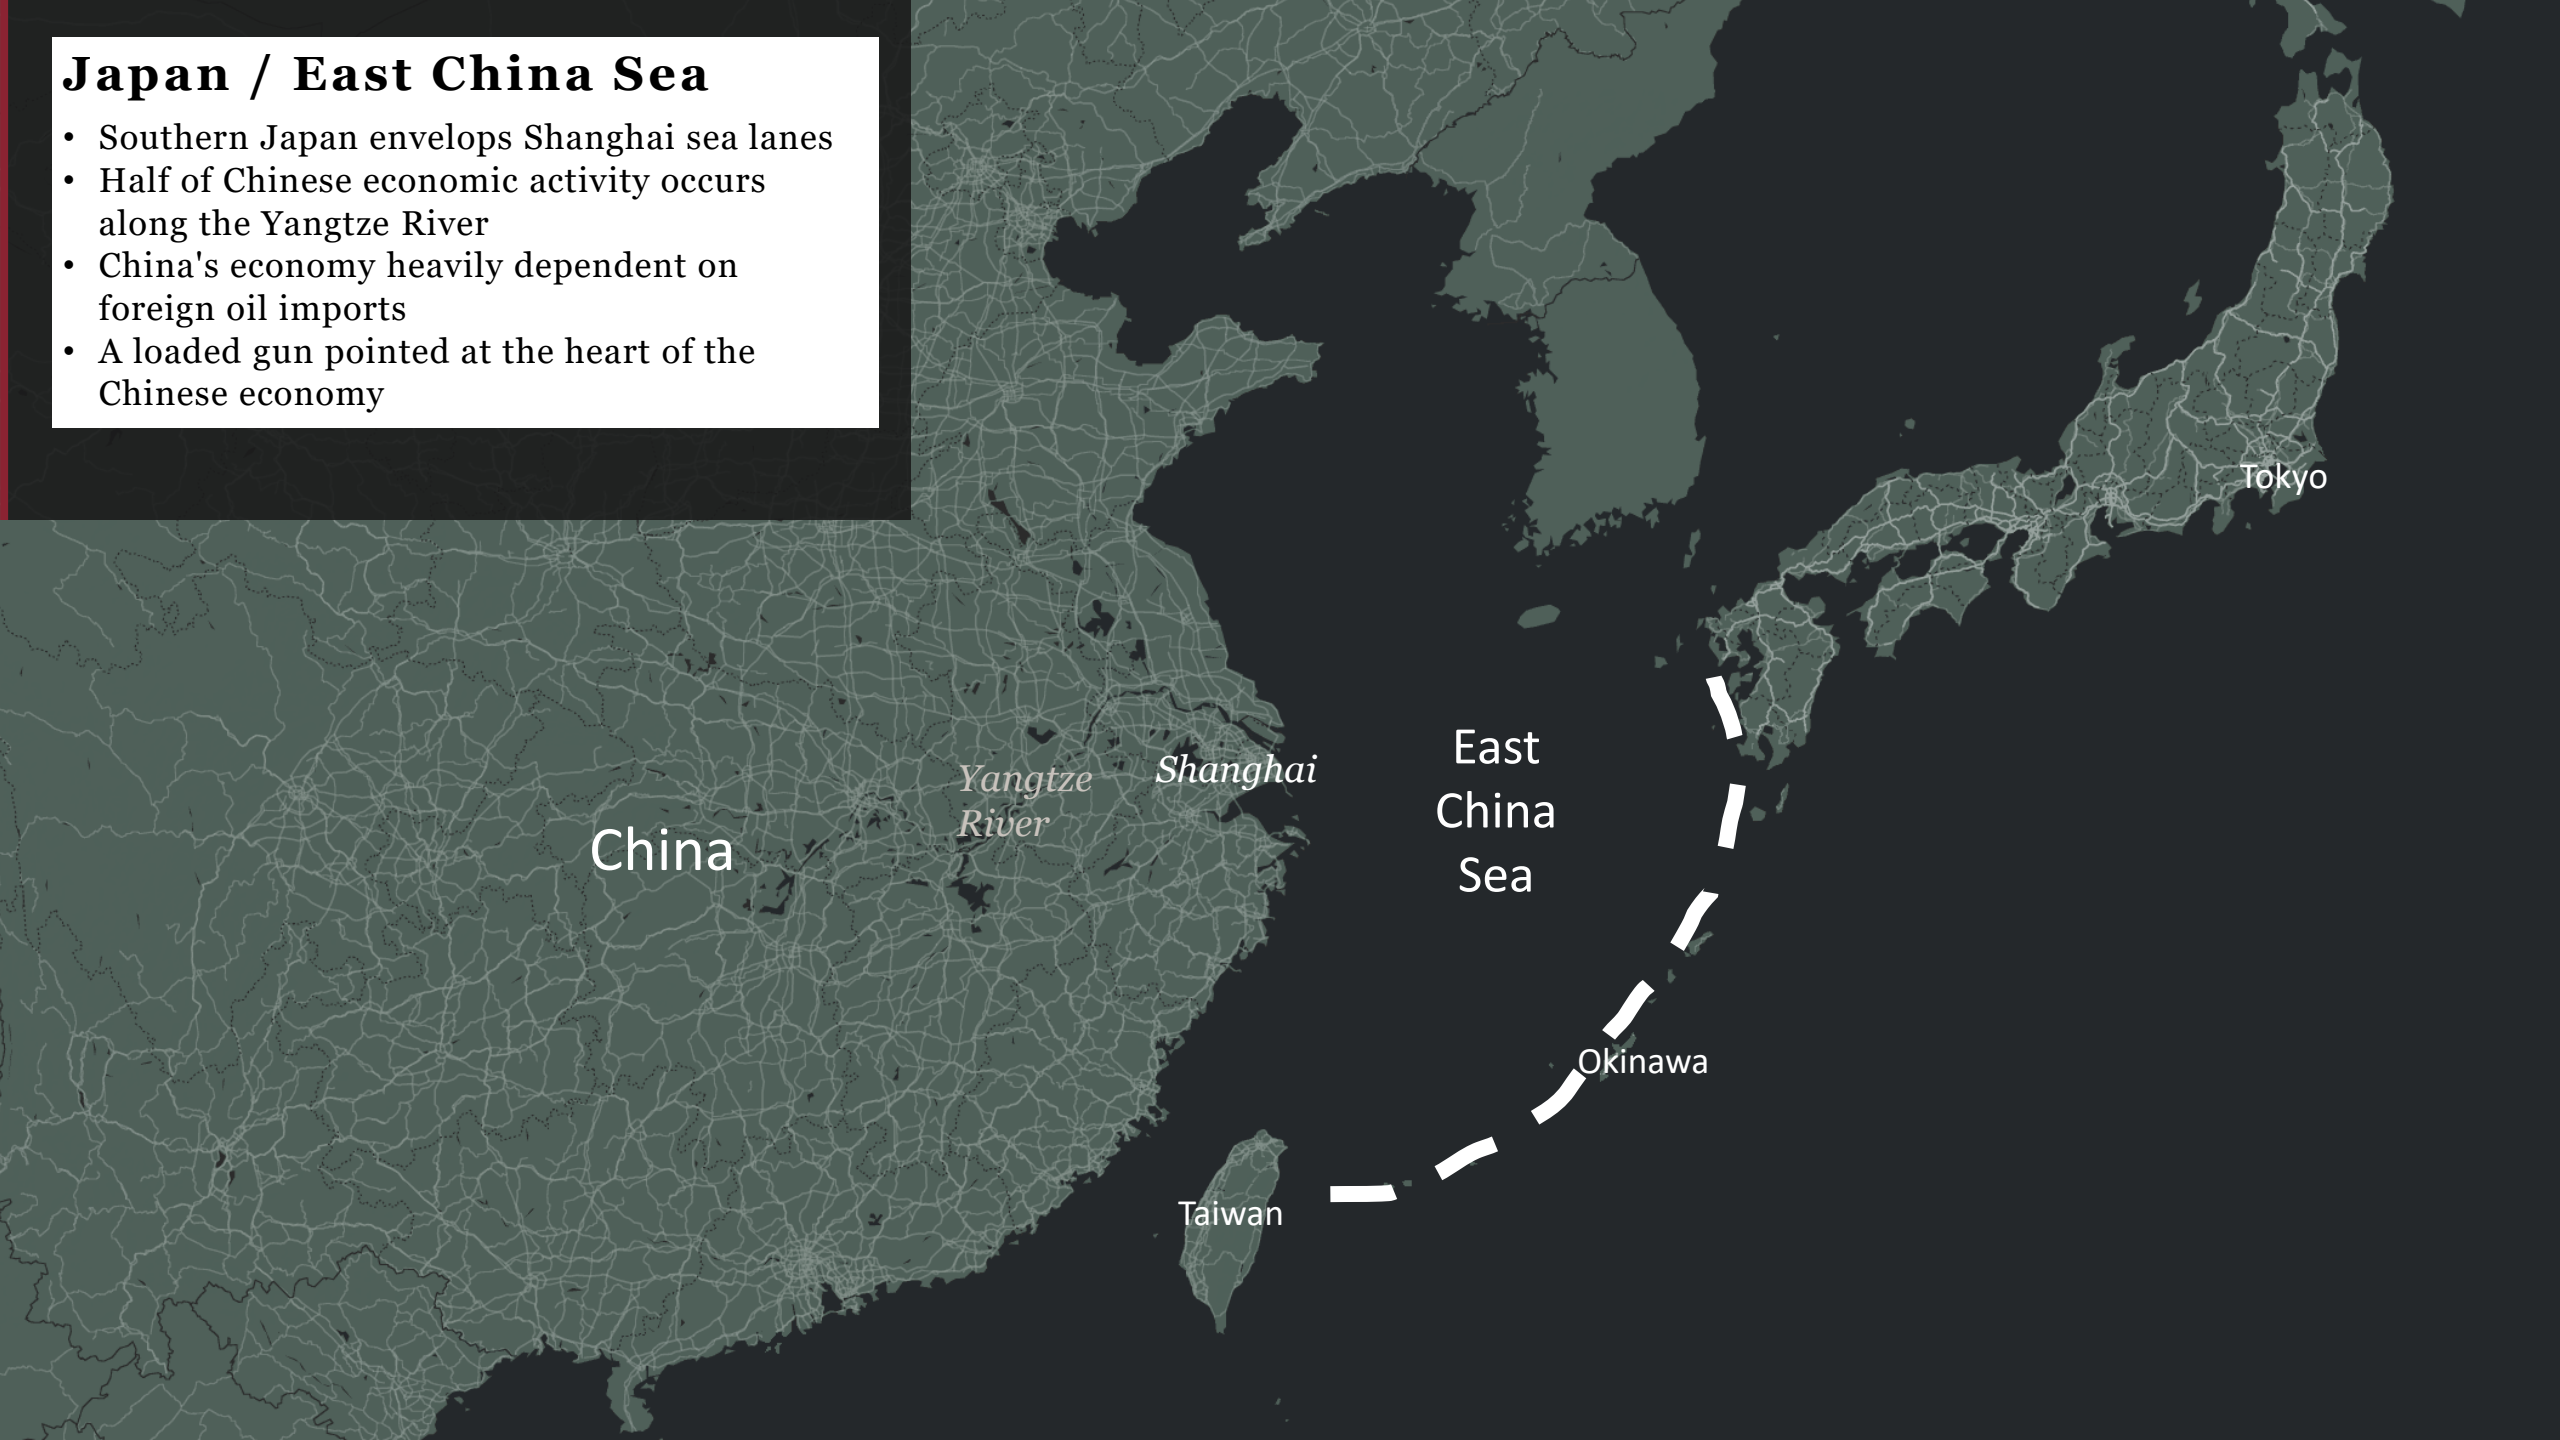 Japan / East China Sea
• Southern Japan envelops Shanghai sea lanes
• Half of Chinese economic activity occurs
along the Yangtze River
• China's economy heavily dependent on
foreign oil imports
• A loaded gun pointed at the heart of the
Chinese economy
Tokyo
East
China
Sea
Shanghai
Yangtze
River
China
Okinawa
Taiwan